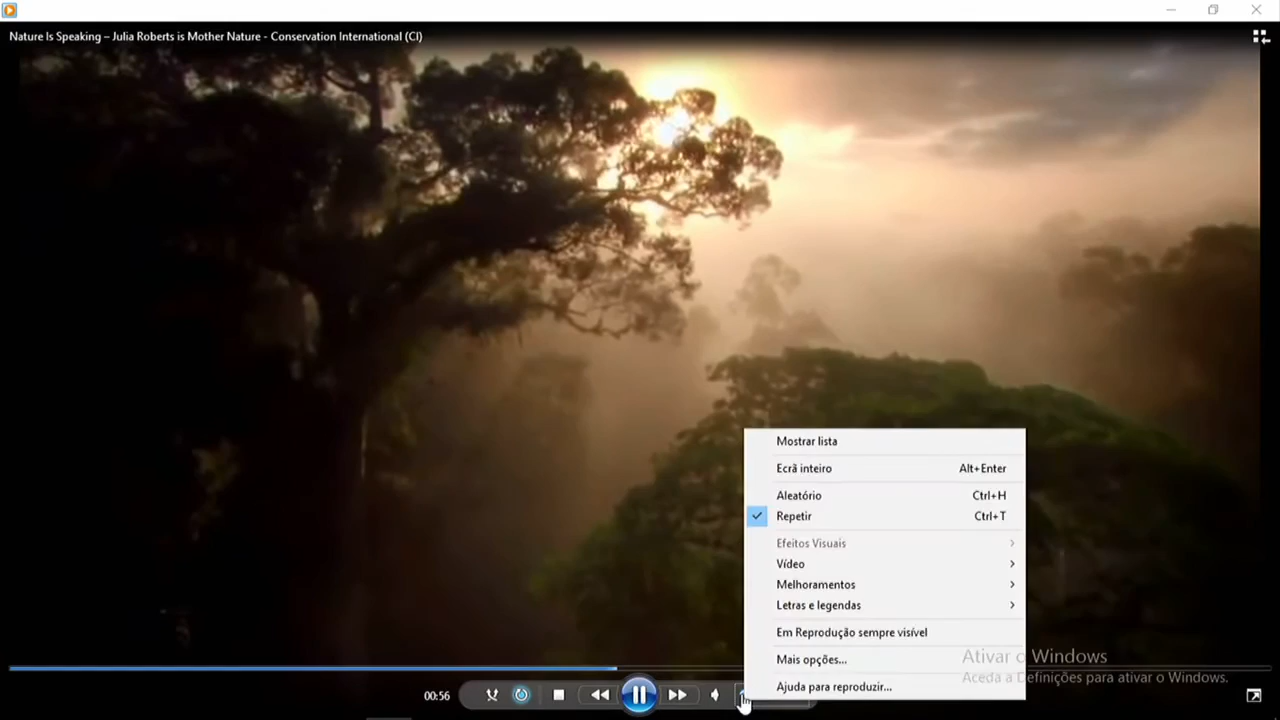 Nature Is Speaking – Julia Roberts is Mother Nature - Conservation International (CI)
Mostrar lista
Ecrã inteiro Alt+Enter
Aleatório Ctrl+H
Repetir Ctrl+T
Efeitos Visuais
Vídeo
Melhoramentos
Letras e legendas
Em Reprodução sempre visível
Mais opções...
Ajuda para reproduzir...
Ativar o Windows
Aceda a Definições para ativar o Windows.
00:56